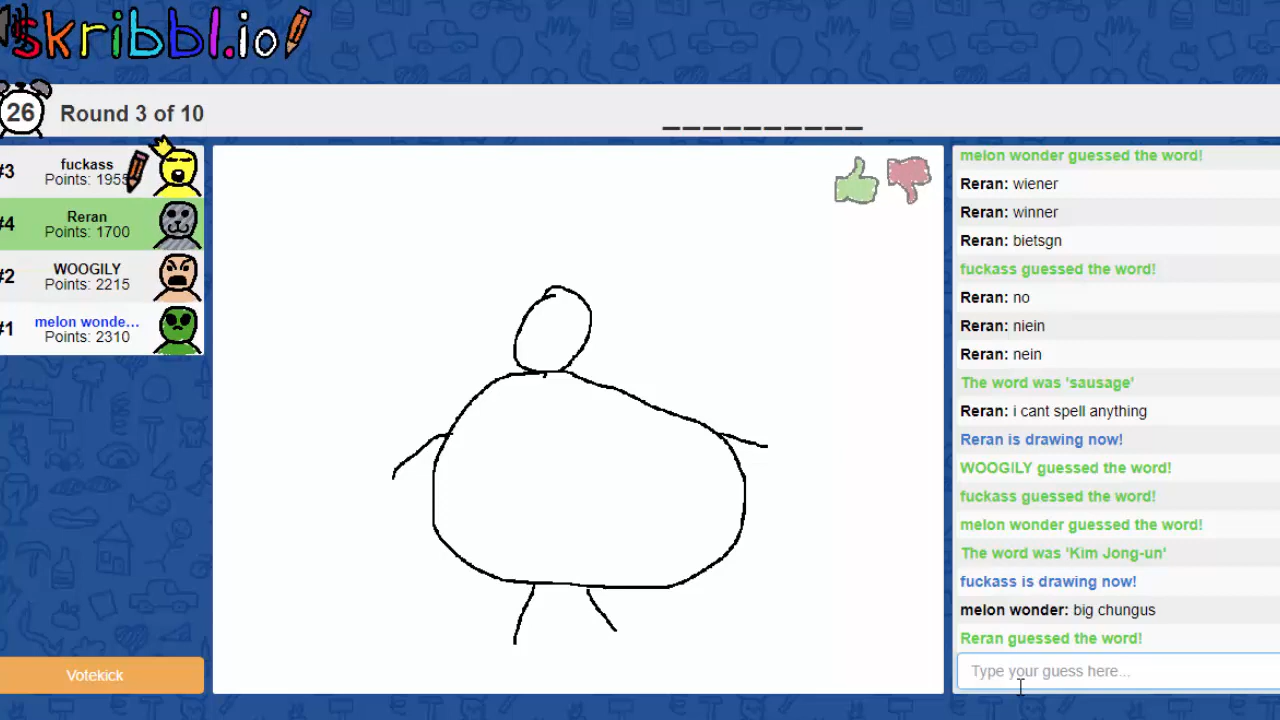 skribbl.io
26
Round 3 of 10
__________
#3
fuckass
Points: 1955
#4
Reran
Points: 1700
#2
WOOGILY
Points: 2215
#1
melon wonde...
Points: 2310
Votekick
melon wonder guessed the word!
Reran: wiener
Reran: winner
Reran: bietsgn
fuckass guessed the word!
Reran: no
Reran: niein
Reran: nein
The word was 'sausage'
Reran: i cant spell anything
Reran is drawing now!
WOOGILY guessed the word!
fuckass guessed the word!
melon wonder guessed the word!
The word was 'Kim Jong-un'
fuckass is drawing now!
melon wonder: big chungus
Reran guessed the word!
Type your guess here...